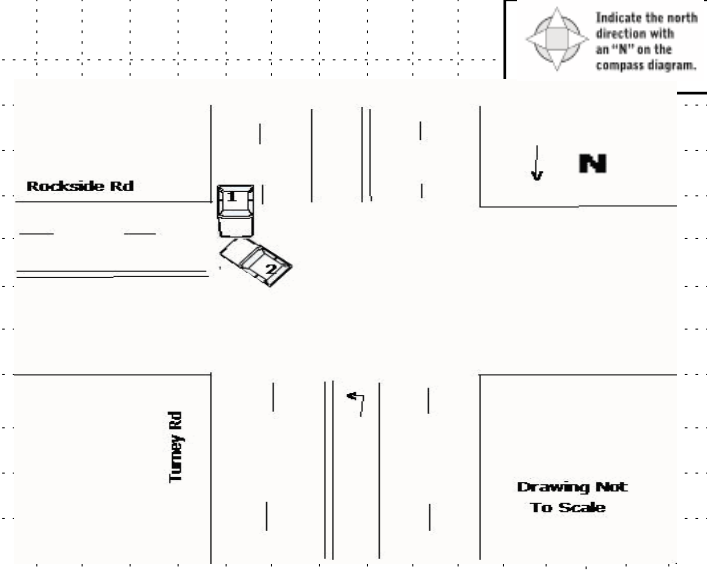 Indicate the north
direction with
an “N” on the
compass diagram.
N
Rockside Rd
1
2
Turney Rd
Drawing Not
To Scale